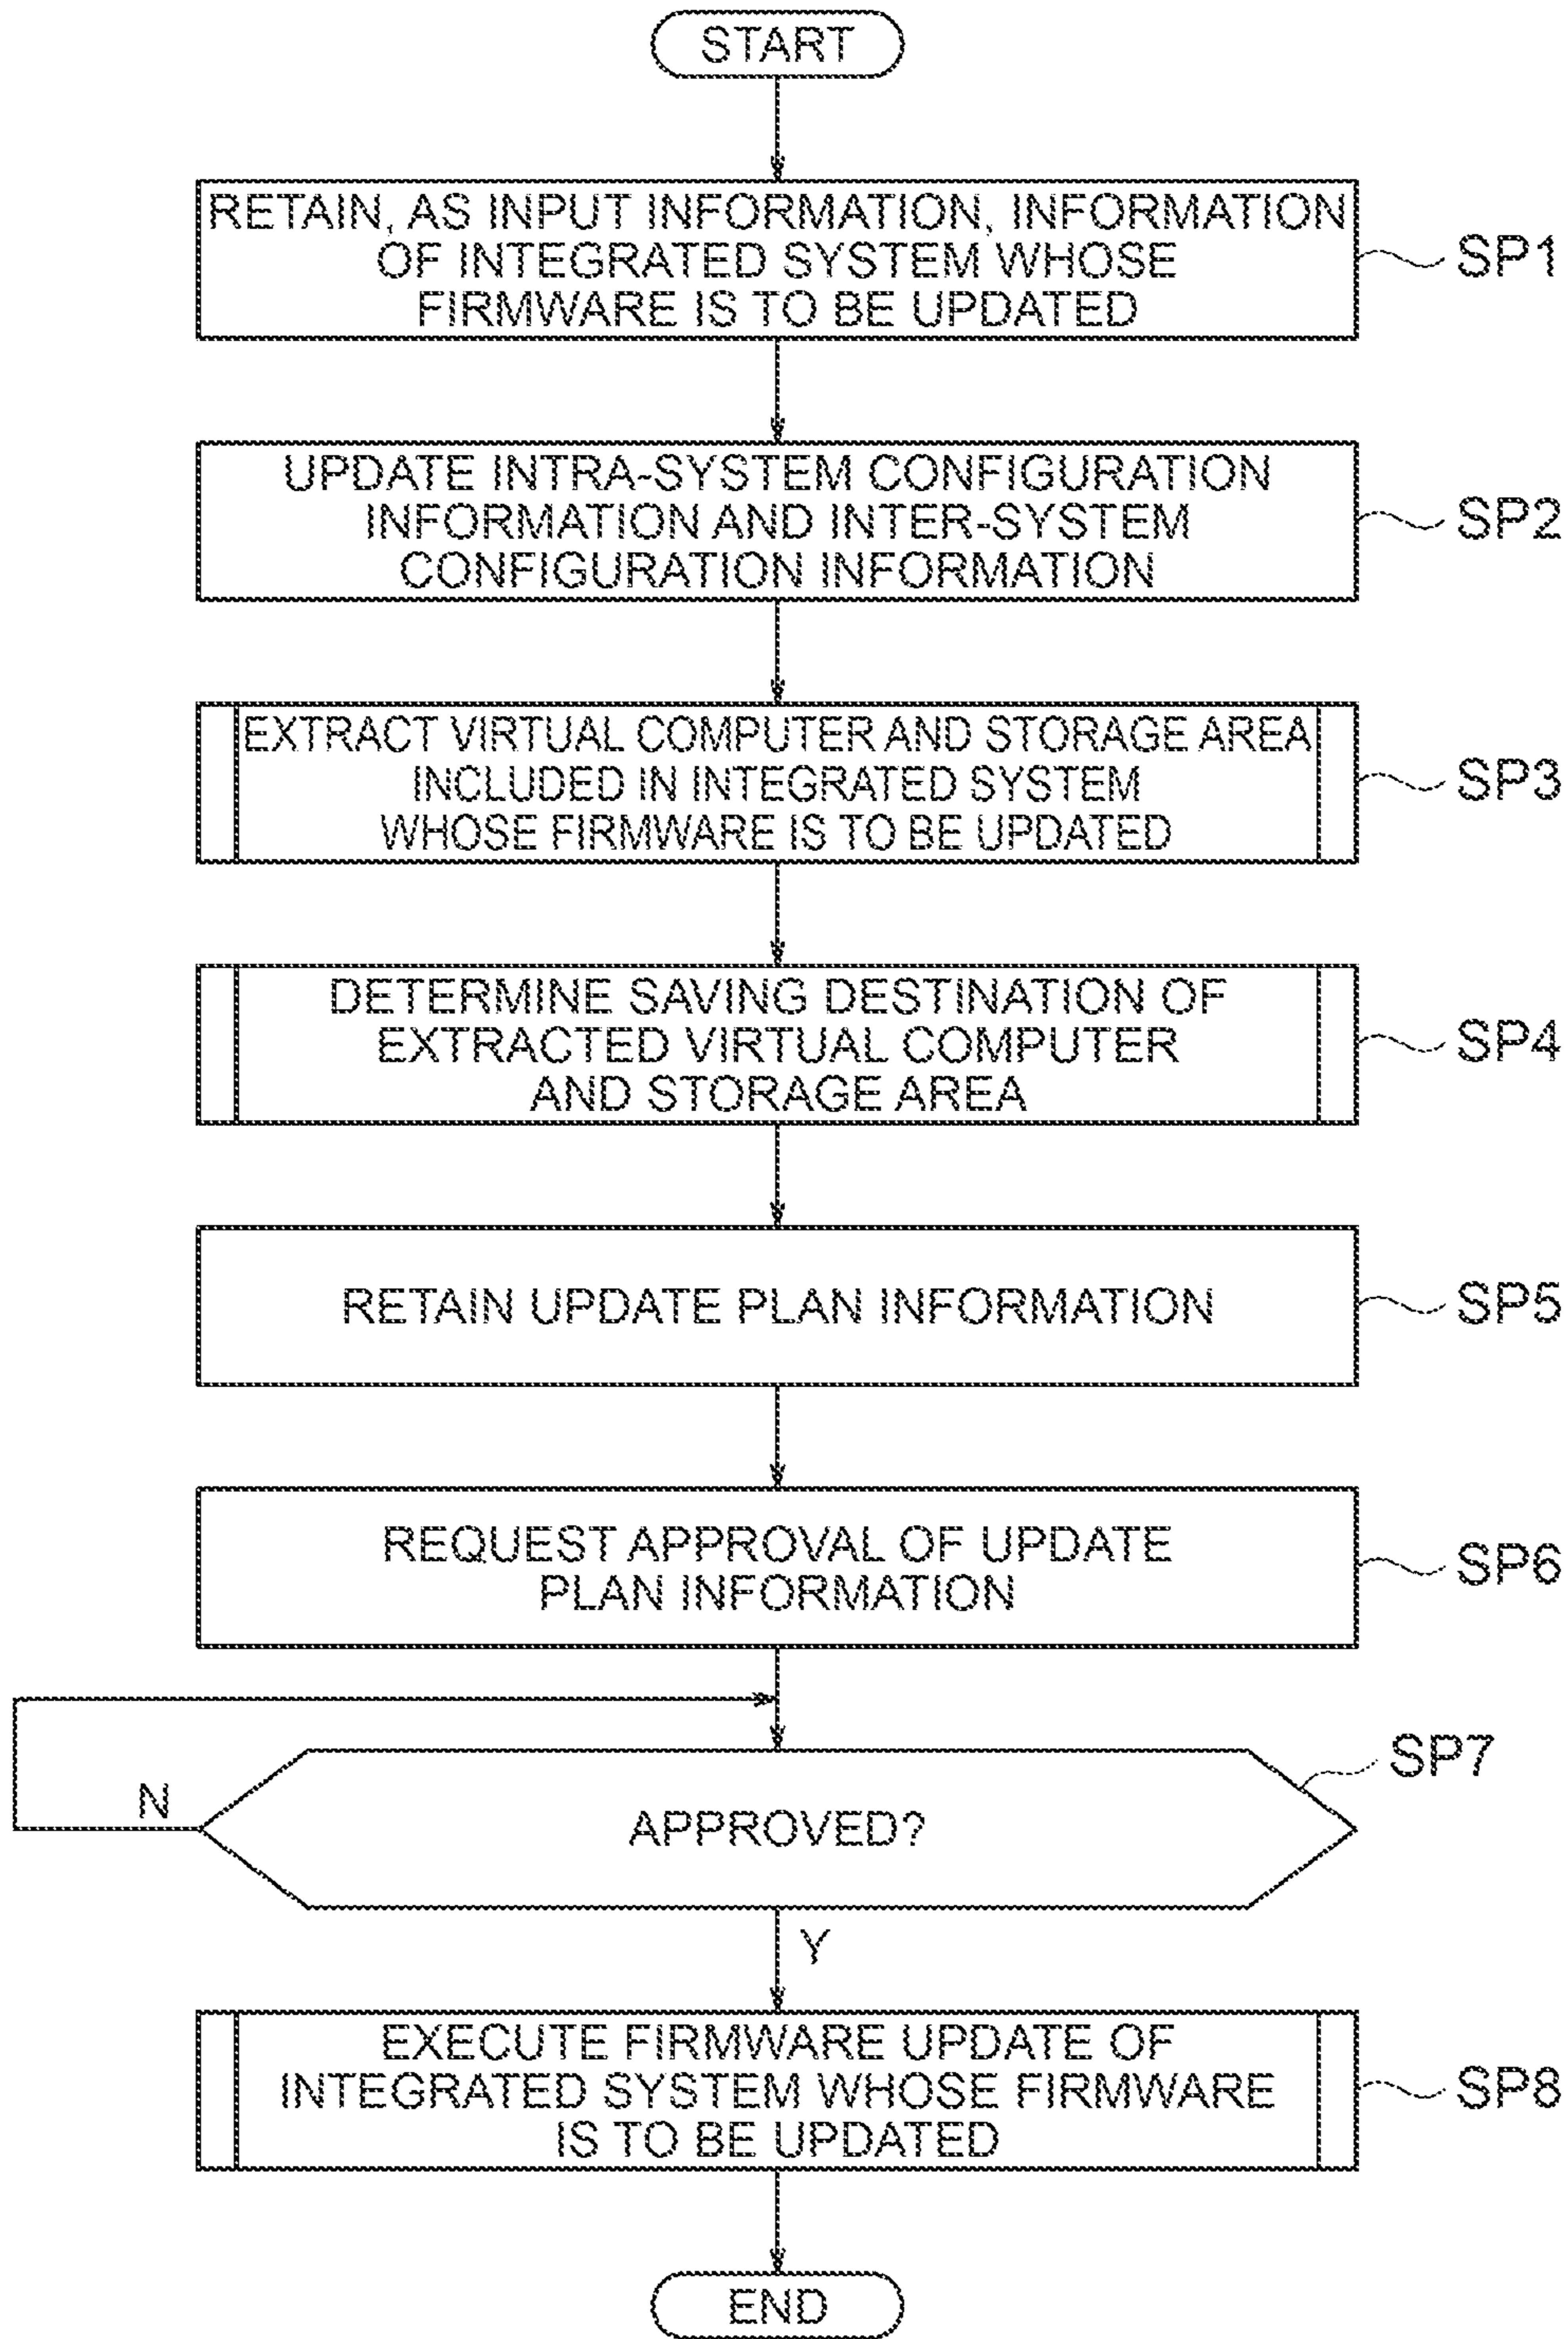 START
RETAIN, AS INPUT INFORMATION, INFORMATION
OF INTEGRATED SYSTEM WHOSE
FIRMWARE IS TO BE UPDATED
SP1
UPDATE INTRA-SYSTEM CONFIGURATION
INFORMATION AND INTER-SYSTEM
CONFIGURATION INFORMATION
SP2
EXTRACT VIRTUAL COMPUTER AND STORAGE AREA
INCLUDED IN INTEGRATED SYSTEM
WHOSE FIRMWARE IS TO BE UPDATED
SP3
DETERMINE SAVING DESTINATION OF
EXTRACTED VIRTUAL COMPUTER
AND STORAGE AREA
SP4
RETAIN UPDATE PLAN INFORMATION
SP5
REQUEST APPROVAL OF UPDATE
PLAN INFORMATION
SP6
SP7
N
APPROVED?
Y
EXECUTE FIRMWARE UPDATE OF
INTEGRATED SYSTEM WHOSE FIRMWARE
IS TO BE UPDATED
SP8
END